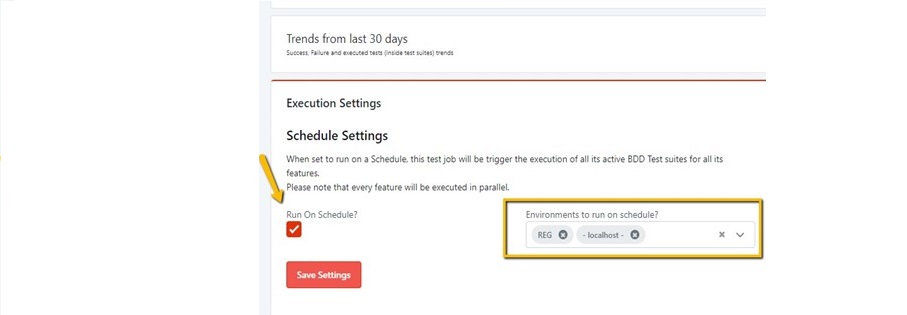 Trends from last 30 days
Success, Failure and executed tests (inside test suites) trends
Execution Settings
Schedule Settings
When set to run on a Schedule, this test job will be trigger the execution of all its active BDD Test suites for all its
features.
Please note that every feature will be executed in parallel.
Run On Schedule?
Environments to run on schedule?
REG
- localhost -
Save Settings